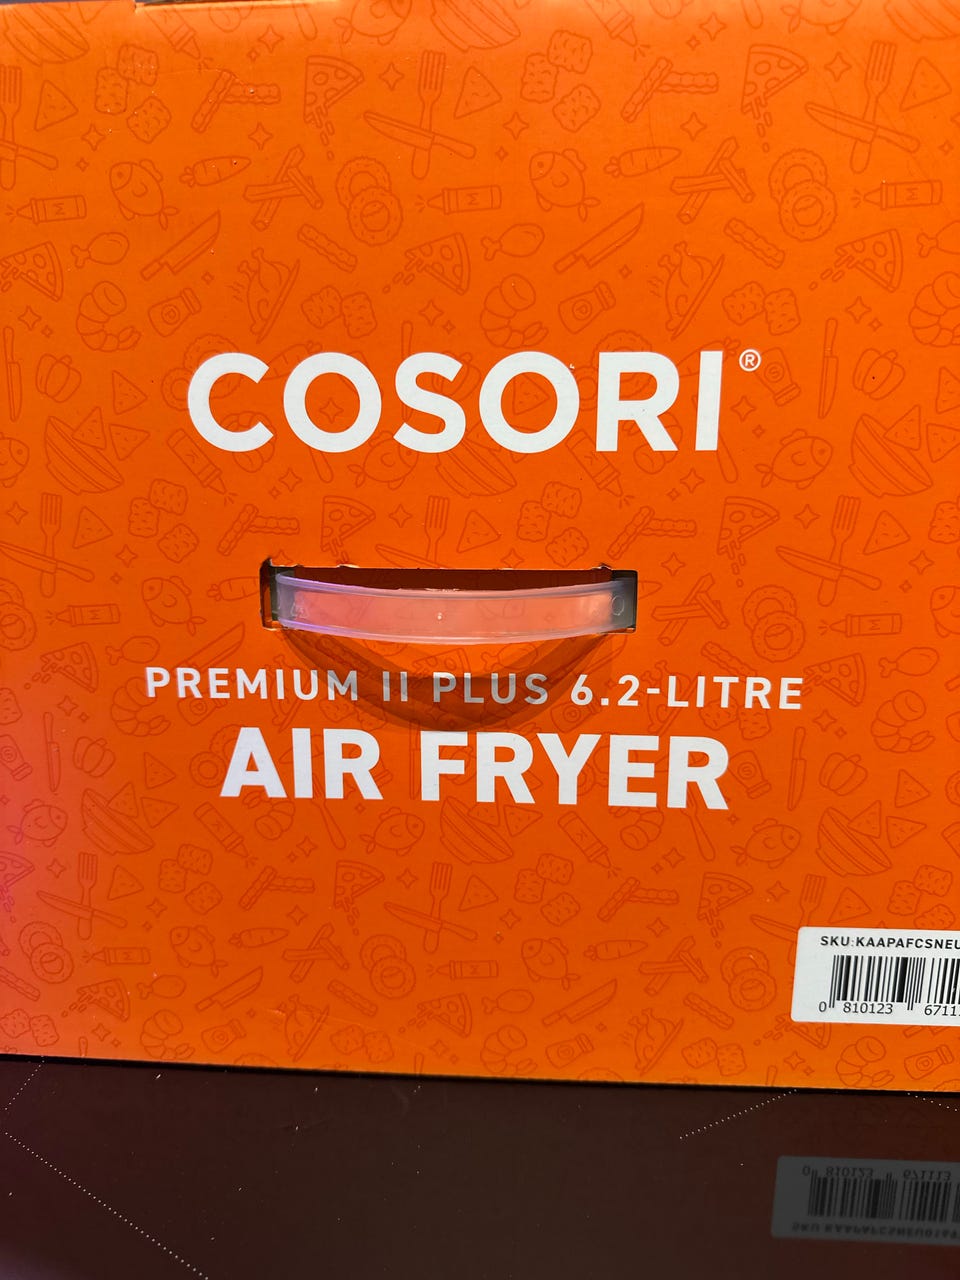 COSORI®
PREMIUM II PLUS 6.2-LITRE
AIR FRYER
SKU:KAAPAFCSNEU
0 810123 6711